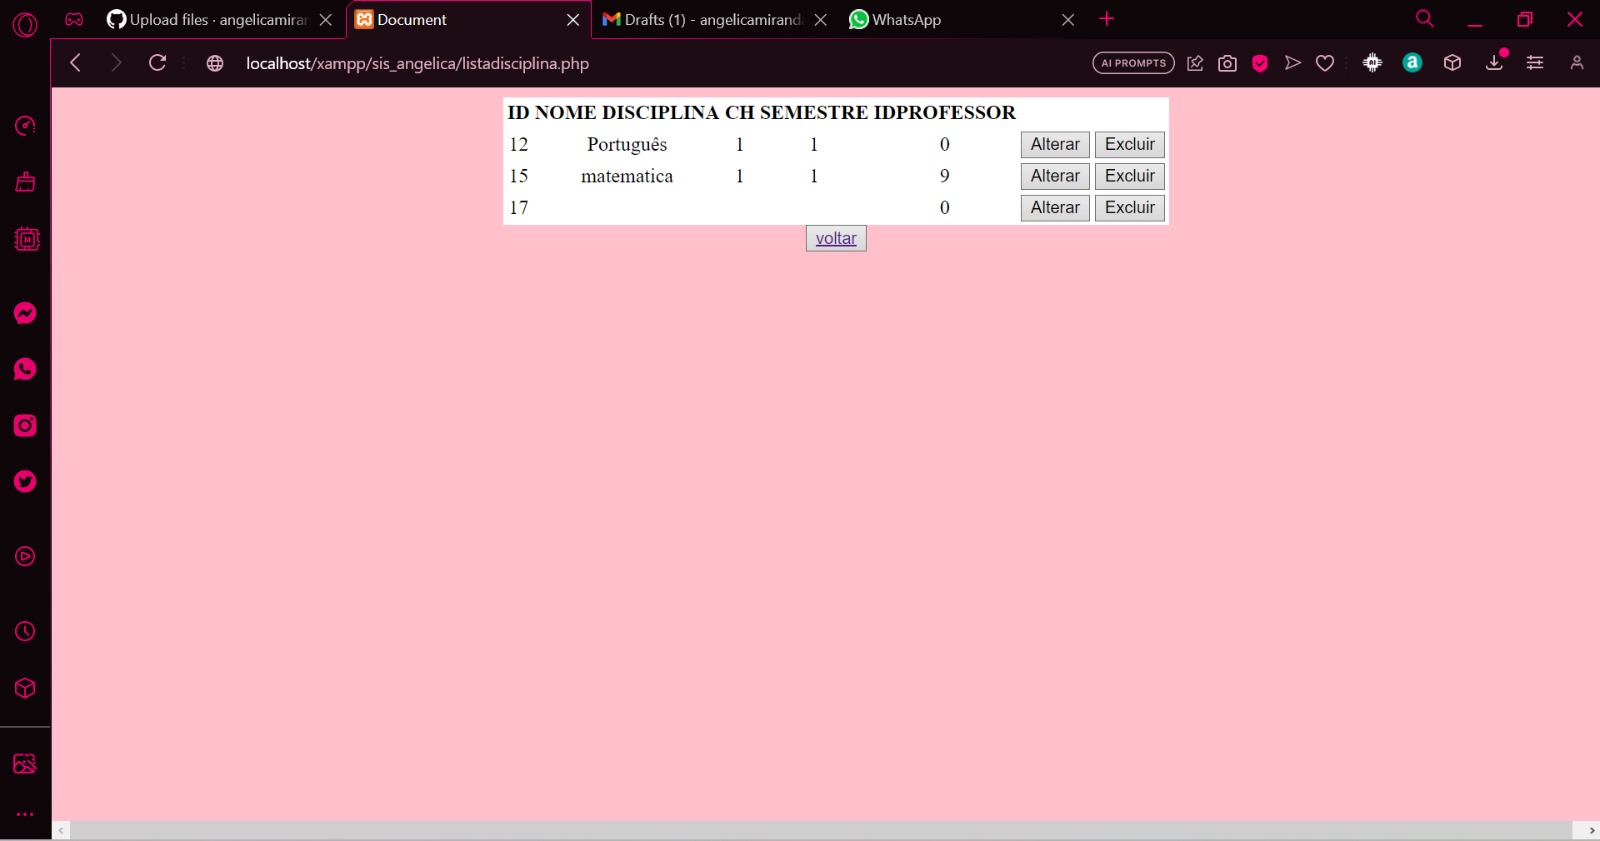 Upload files · angelicamiran
Document
Drafts (1) - angelicamiranda
WhatsApp
localhost/xampp/sis_angelica/listadisciplina.php
AI PROMPTS
ID NOME DISCIPLINA CH SEMESTRE IDPROFESSOR
12 Português 1 1 0 Alterar Excluir
15 matematica 1 1 9 Alterar Excluir
17 0 Alterar Excluir
voltar